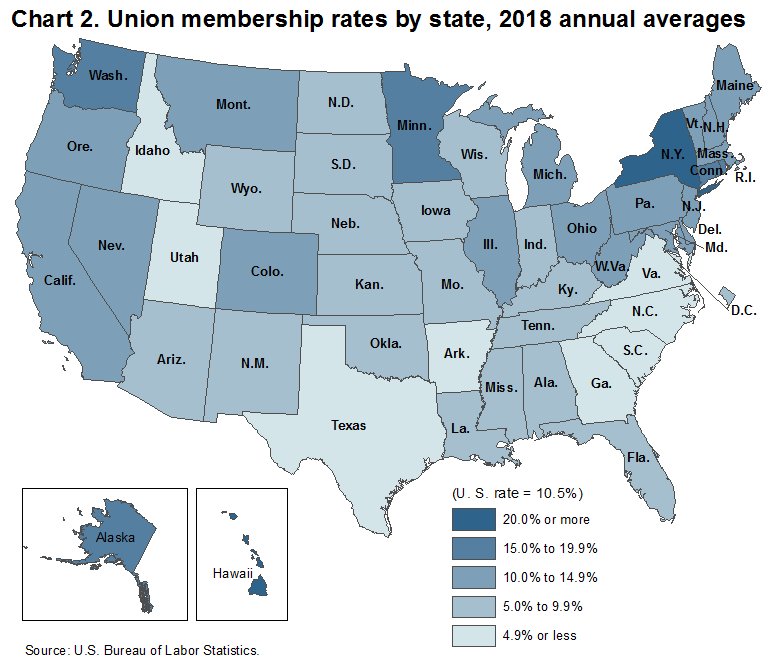 Chart 2. Union membership rates by state, 2018 annual averages
Wash.
Mont.
N.D.
Minn.
Maine
Vt.
N.H.
Ore.
Idaho
S.D.
Wis.
Mich.
N.Y.
Mass.
Conn.
R.I.
Wyo.
Iowa
Neb.
Pa.
N.J.
Nev.
Utah
Colo.
Ill.
Ind.
Ohio
Del.
Md.
Calif.
Kan.
Mo.
Ky.
W.Va.
Va.
D.C.
Ariz.
N.M.
Okla.
Ark.
Tenn.
N.C.
S.C.
Texas
La.
Miss.
Ala.
Ga.
Fla.
Alaska
Hawaii
(U. S. rate = 10.5%)
20.0% or more
15.0% to 19.9%
10.0% to 14.9%
5.0% to 9.9%
4.9% or less
Source: U.S. Bureau of Labor Statistics.